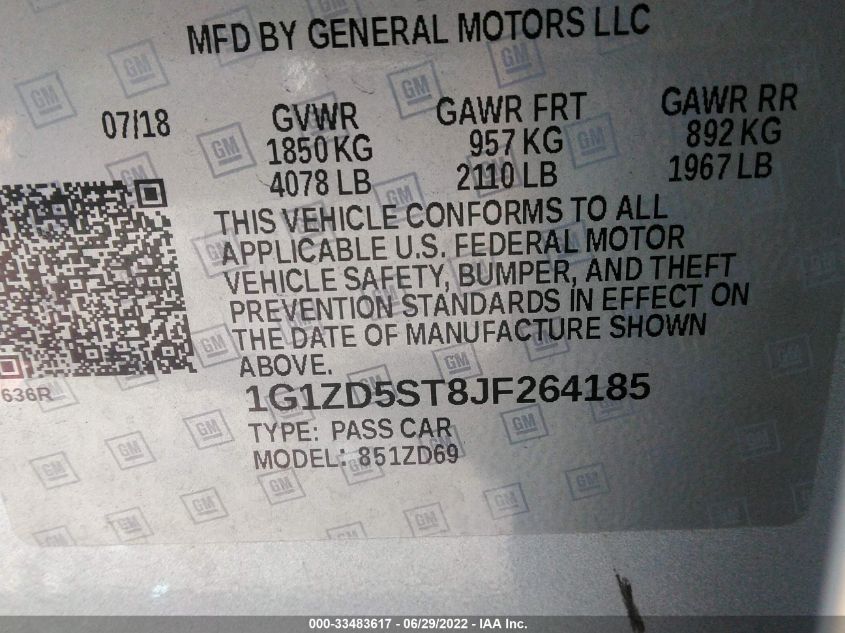 MFD BY GENERAL MOTORS LLC
07/18
GVWR
1850 KG
4078 LB
GAWR FRT
957 KG
2110 LB
GAWR RR
892 KG
1967 LB
THIS VEHICLE CONFORMS TO ALL
APPLICABLE U.S. FEDERAL MOTOR
VEHICLE SAFETY, BUMPER, AND THEFT
PREVENTION STANDARDS IN EFFECT ON
THE DATE OF MANUFACTURE SHOWN
ABOVE.
636R
1G1ZD5ST8JF264185
TYPE: PASS CAR
MODEL: 851ZD69
GM
000-33483617 - 06/29/2022 - IAA Inc.